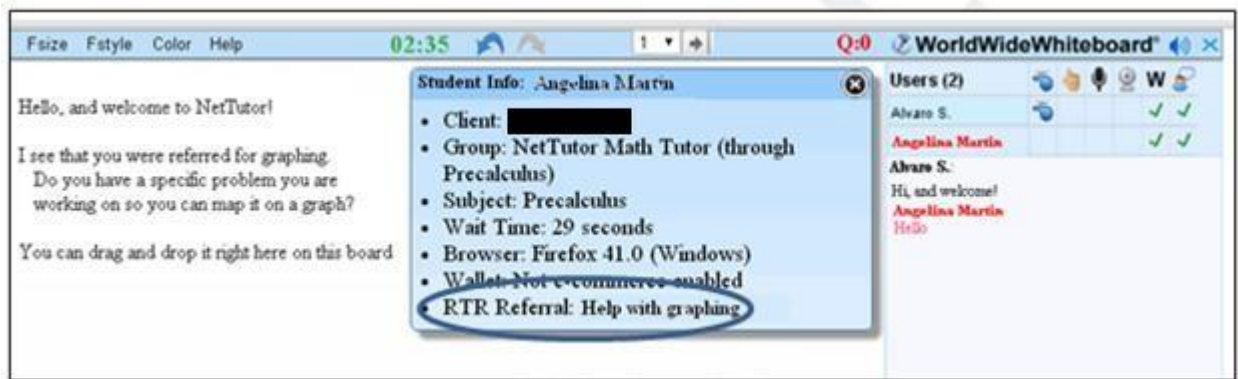 Fsize Fstyle Color Help 02:35 1 Q:0 WorldWideWhiteboard®
Hello, and welcome to NetTutor!
I see that you were referred for graphing.
Do you have a specific problem you are
working on so you can map it on a graph?
You can drag and drop it right here on this board
Student Info: Angelina Martin
• Client:
• Group: NetTutor Math Tutor (through
Precalculus)
• Subject: Precalculus
• Wait Time: 29 seconds
• Browser: Firefox 41.0 (Windows)
• Wallet: Not e-commerce enabled
• RTR Referral: Help with graphing
Users (2) W
Alvaro S.
Angelina Martin
Alvaro S.:
Hi, and welcome!
Angelina Martin
Hello